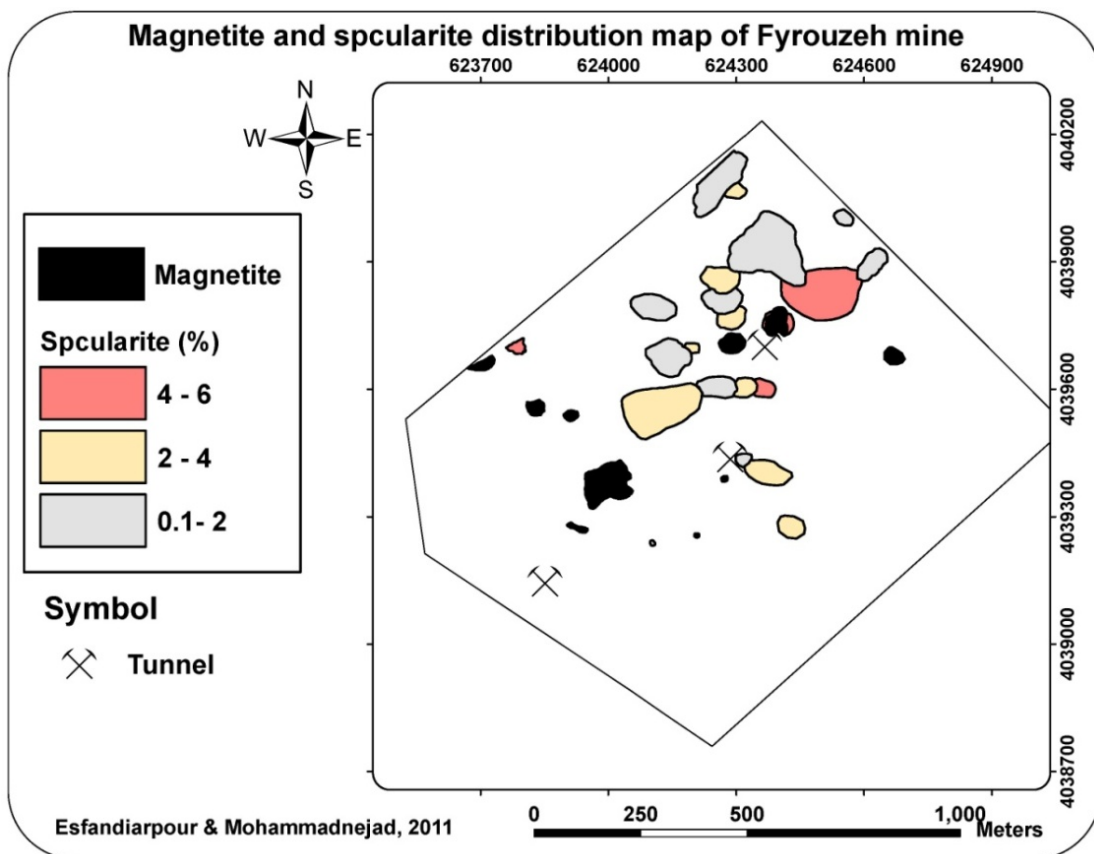 Magnetite and spcularite distribution map of Fyrouzeh mine
623700 624000 624300 624600 624900
N
W E
S
4040200
4039900
4039600
4039300
4039000
4038700
Magnetite
Spcularite (%)
4 - 6
2 - 4
0.1- 2
Symbol
Tunnel
Esfandiarpour & Mohammadnejad, 2011
0 250 500 1,000 Meters